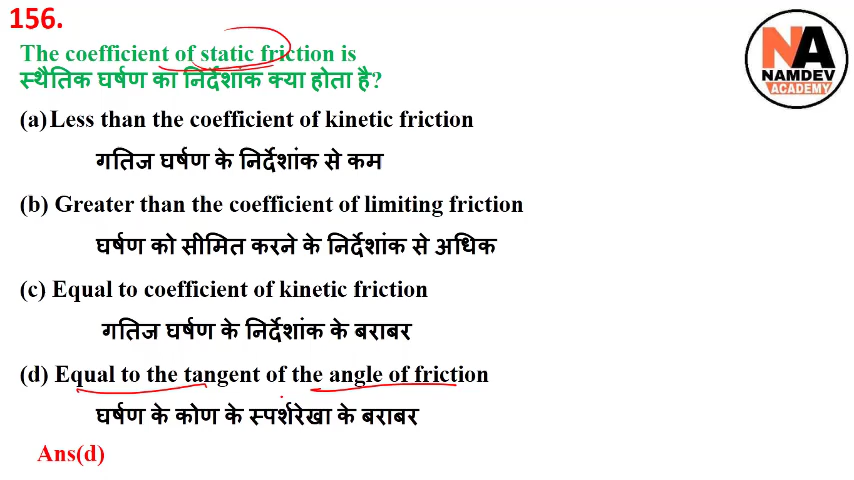 156.
The coefficient of static friction is
स्थैतिक घर्षण का निर्देशांक क्या होता है?
(a) Less than the coefficient of kinetic friction
गतिज घर्षण के निर्देशांक से कम
(b) Greater than the coefficient of limiting friction
घर्षण को सीमित करने के निर्देशांक से अधिक
(c) Equal to coefficient of kinetic friction
गतिज घर्षण के निर्देशांक के बराबर
(d) Equal to the tangent of the angle of friction
घर्षण के कोण के स्पर्शरेखा के बराबर
Ans(d)
NA
NAMDEV
ACADEMY